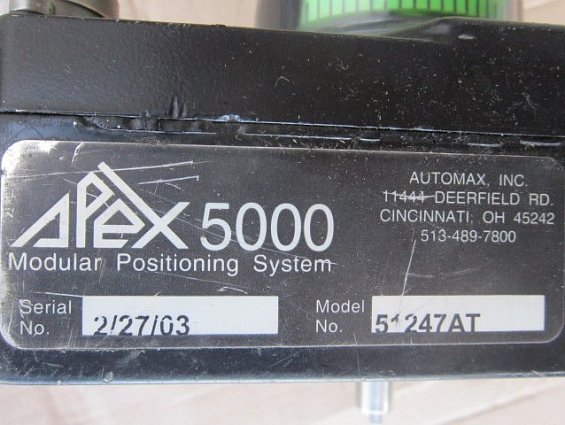 APEX 5000
Modular Positioning System
AUTOMAX, INC.
11444 DEERFIELD RD.
CINCINNATI, OH 45242
513-489-7800
Serial No. 2/27/03
Model No. 51247AT